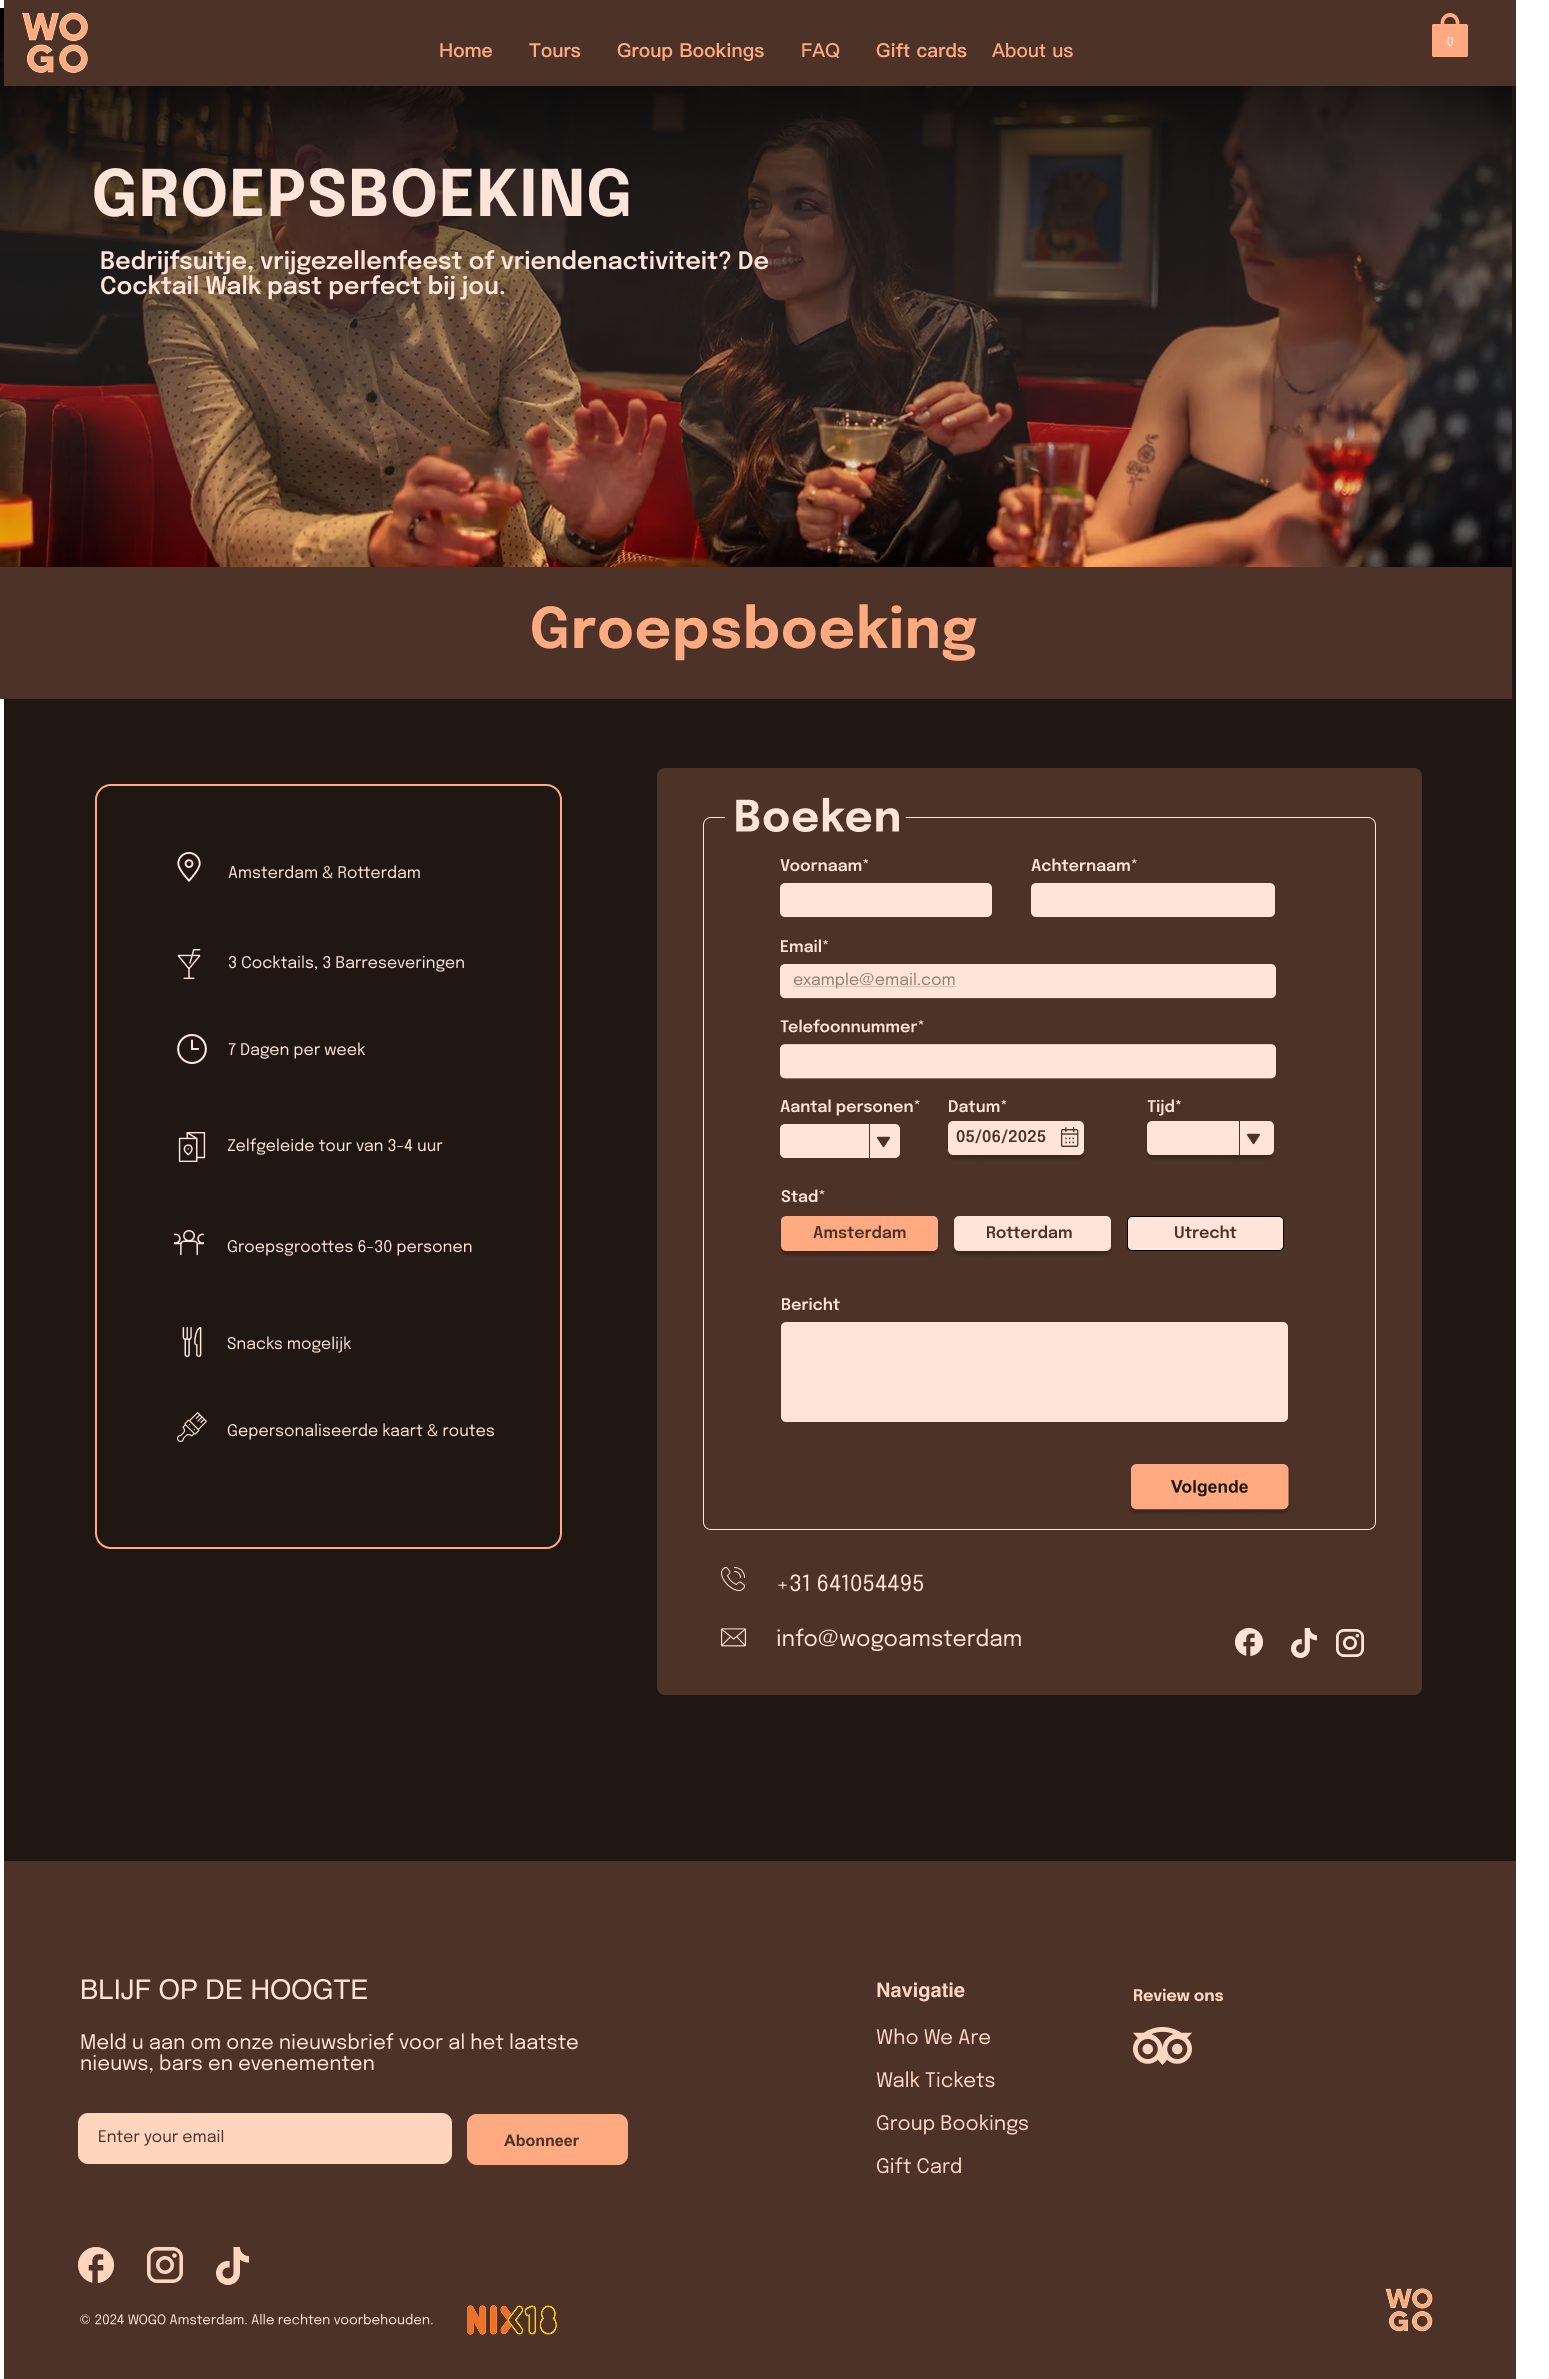 WO
GO
Home Tours Group Bookings FAQ Gift cards About us
0
GROEPSBOEKING
Bedrijfsuitje, vrijgezellenfeest of vriendenactiviteit? De
Cocktail Walk past perfect bij jou.
Groepsboeking
Amsterdam & Rotterdam
3 Cocktails, 3 Barreseveringen
7 Dagen per week
Zelfgeleide tour van 3-4 uur
Groepsgroottes 6-30 personen
Snacks mogelijk
Gepersonaliseerde kaart & routes
Boeken
Voornaam* Achternaam*
Email*
example@email.com
Telefoonnummer*
Aantal personen* Datum* Tijd*
05/06/2025
Stad*
Amsterdam Rotterdam Utrecht
Bericht
Volgende
+31 641054495
info@wogoamsterdam
BLIJF OP DE HOOGTE
Meld u aan om onze nieuwsbrief voor al het laatste
nieuws, bars en evenementen
Enter your email
Abonneer
Navigatie
Who We Are
Walk Tickets
Group Bookings
Gift Card
Review ons
© 2024 WOGO Amsterdam. Alle rechten voorbehouden.
NIX18
WO
GO